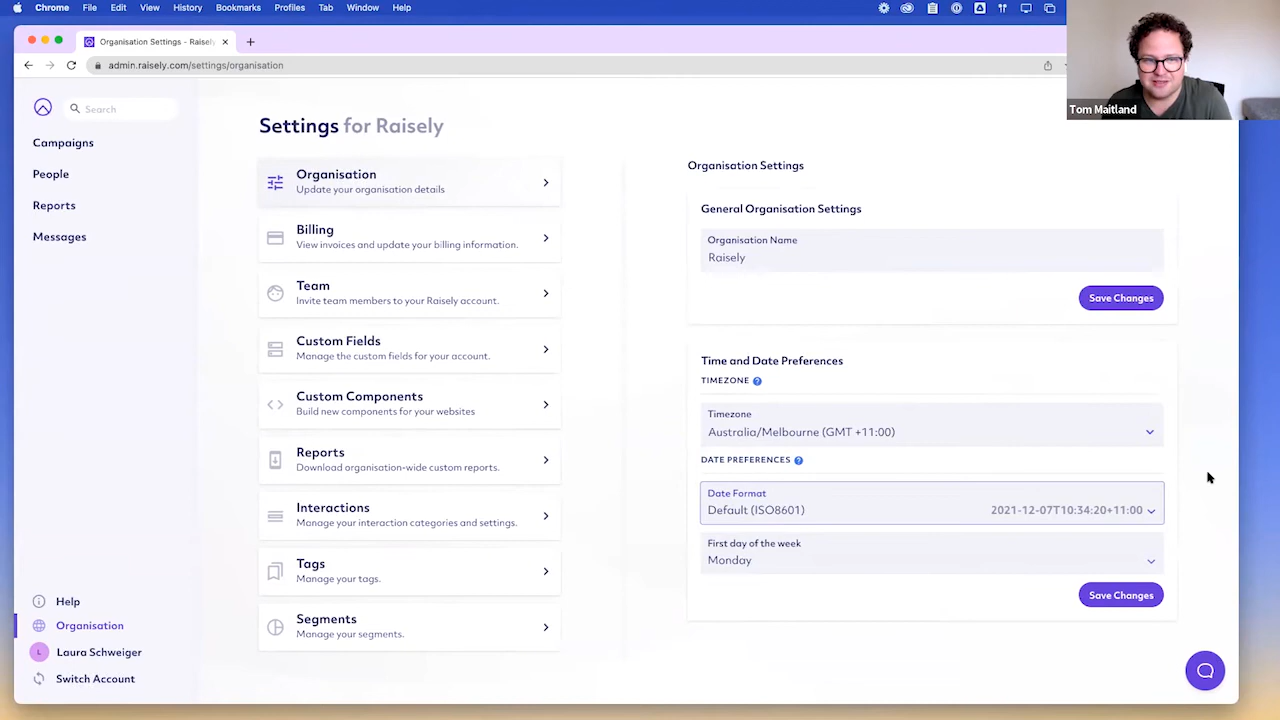 Chrome File Edit View History Bookmarks Profiles Tab Window Help
Organisation Settings - Raisely
admin.raisely.com/settings/organisation
Tom Maitland
Search
Campaigns
People
Reports
Messages
Help
Organisation
L Laura Schweiger
Switch Account
Settings for Raisely
Organisation
Update your organisation details
Billing
View invoices and update your billing information.
Team
Invite team members to your Raisely account.
Custom Fields
Manage the custom fields for your account.
Custom Components
Build new components for your websites
Reports
Download organisation-wide custom reports.
Interactions
Manage your interaction categories and settings.
Tags
Manage your tags.
Segments
Manage your segments.
Organisation Settings
General Organisation Settings
Organisation Name
Raisely
Save Changes
Time and Date Preferences
TIMEZONE ?
Timezone
Australia/Melbourne (GMT +11:00)
DATE PREFERENCES ?
Date Format
Default (ISO8601) 2021-12-07T10:34:20+11:00
First day of the week
Monday
Save Changes